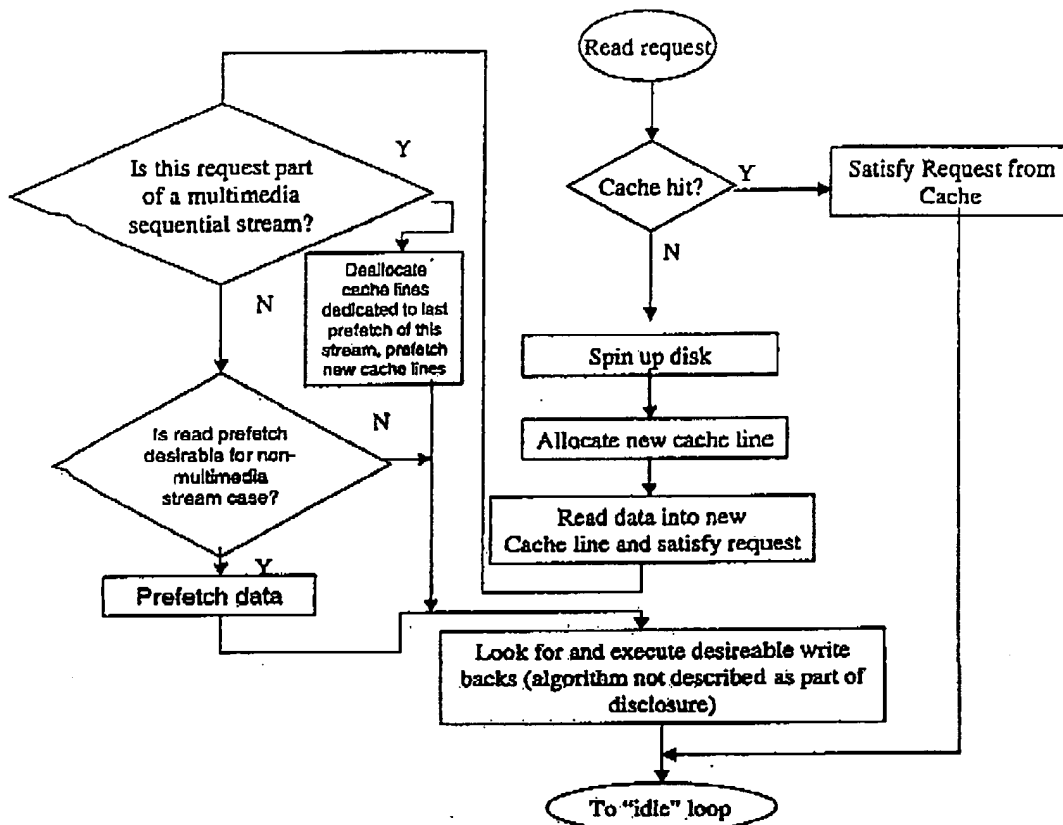 Read request
Cache hit?
Y
Satisfy Request from
Cache
N
Spin up disk
Allocate new cache line
Read data into new
Cache line and satisfy request
Is this request part
of a multimedia
sequential stream?
Y
Deallocate
cache lines
dedicated to last
prefetch of this
stream, prefetch
new cache lines
N
Is read prefetch
desirable for non-
multimedia
stream case?
N
Y
Prefetch data
Look for and execute desireable write
backs (algorithm not described as part of
disclosure)
To "idle" loop